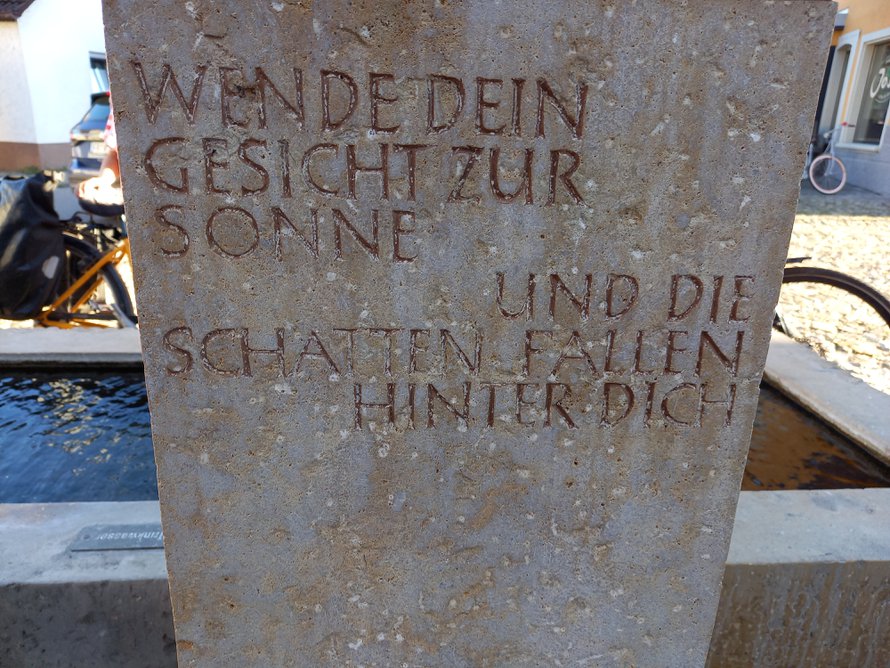 WENDE DEIN
GESICHT ZUR
SONNE
UND DIE
SCHATTEN FALLEN
HINTER DICH